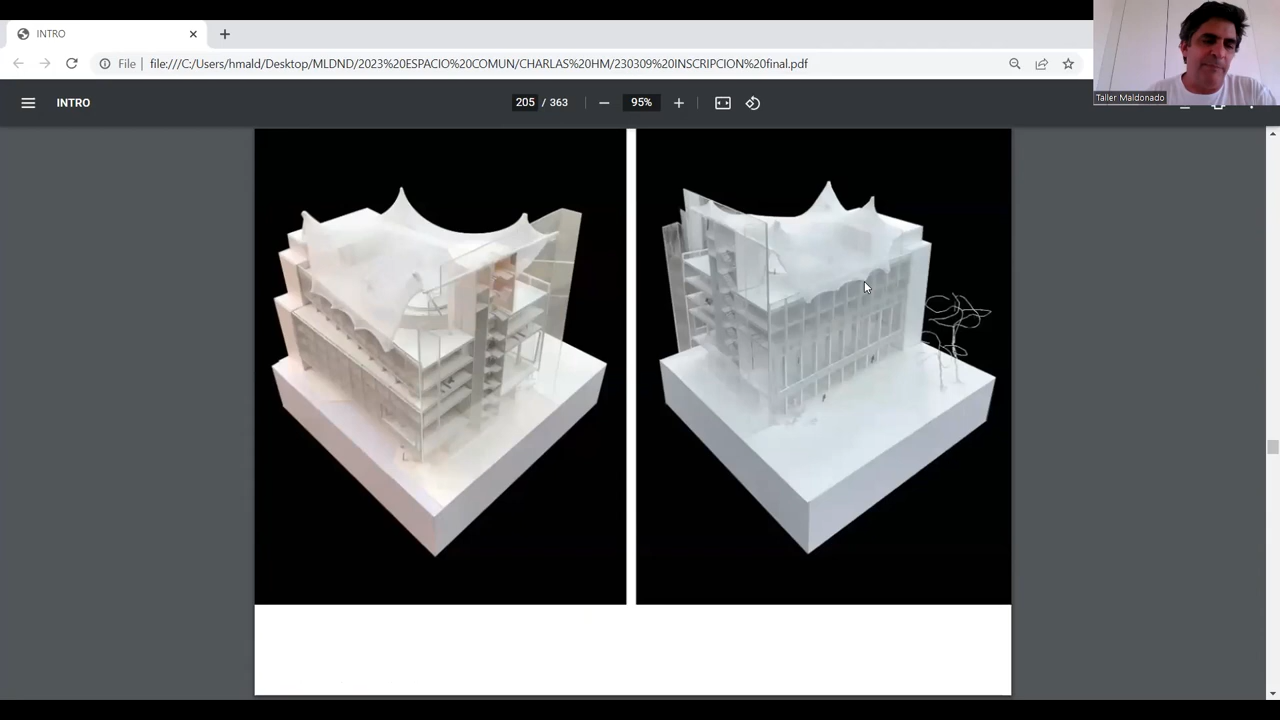 INTRO
File
file:///C:/Users/hmald/Desktop/MLDND/2023%20ESPACIO%20COMUN/CHARLAS%20HM/230309%20INSCRIPCION%20final.pdf
Taller Maldonado
INTRO
205 / 363
95%